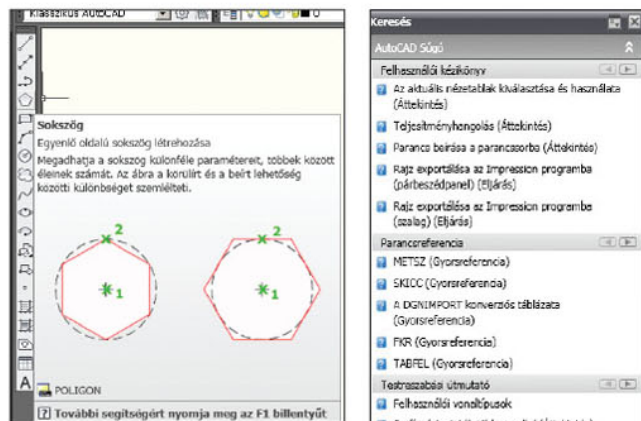 Klasszikus AutoCAD
0
Sokszög
Egyenlő oldalú sokszög létrehozása
Megadhatja a sokszög különféle paramétereit, többek között
éleinek számát. Az ábra a körülírt és a beírt lehetőség
közötti különbséget szemlélteti.
2
2
1
1
A
POLIGON
További segítségért nyomja meg az F1 billentyűt
Keresés
AutoCAD Súgó
Felhasználói kézikönyv
Az aktuális nézetablak kiválasztása és használata
(Áttekintés)
Teljesítményhangolás (Áttekintés)
Parancs beírása a parancssorba (Áttekintés)
Rajz exportálása az Impression programba
(párbeszédpanel) (Eljárás)
Rajz exportálása az Impression programba
(szalag) (Eljárás)
Parancsreferencia
METSZ (Gyorsreferencia)
SKICC (Gyorsreferencia)
A DGNIMPORT konverziós táblázata
(Gyorsreferencia)
FKR (Gyorsreferencia)
TABFEL (Gyorsreferencia)
Testreszabási útmutató
Felhasználói vonaltípusok